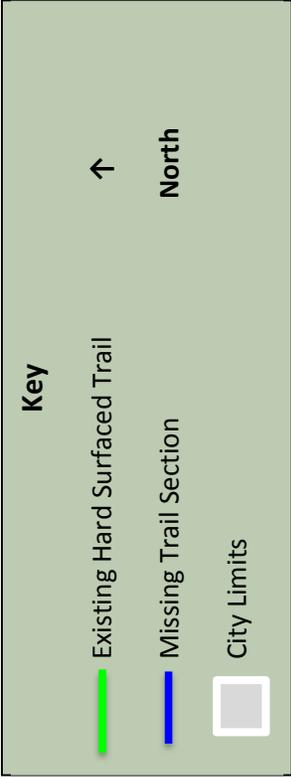 Key
Existing Hard Surfaced Trail ↑
Missing Trail Section North
City Limits